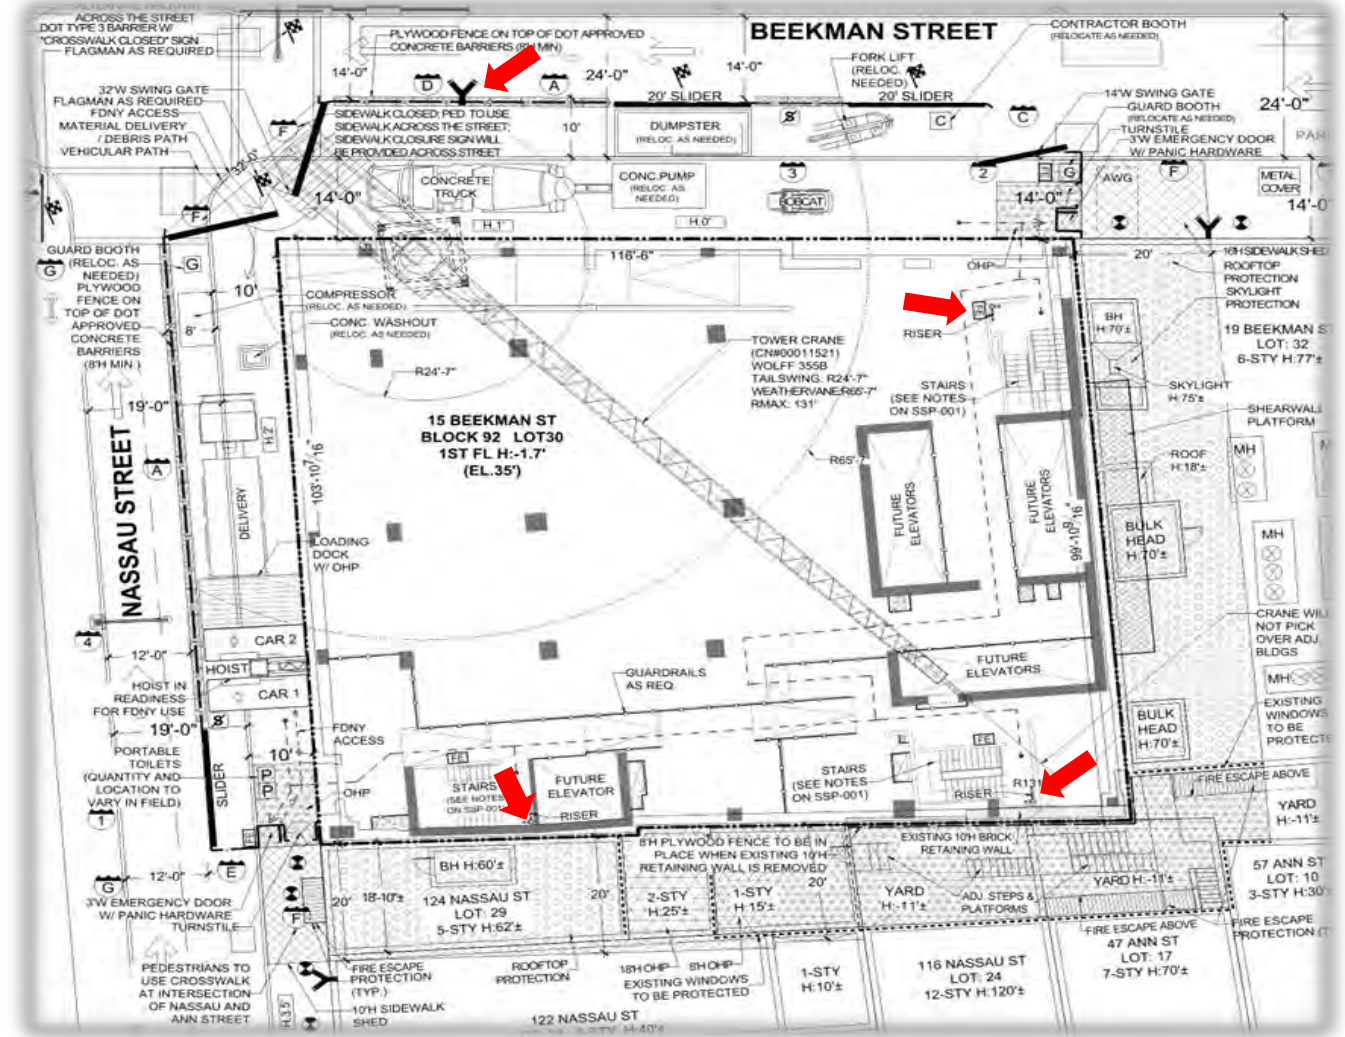 ACROSS THE STREET
DOT TYPE 3 BARRIER W/
"CROSSWALK CLOSED" SIGN
FLAGMAN AS REQUIRED
PLYWOOD FENCE ON TOP OF DOT APPROVED
CONCRETE BARRIERS (8'H MIN)
BEEKMAN STREET
CONTRACTOR BOOTH
(RELOCATE AS NEEDED)
14'-0"
D
A
24'-0"
14'-0"
FORK LIFT
(RELOC. AS
NEEDED)
32'W SWING GATE
FLAGMAN AS REQUIRED
FDNY ACCESS
MATERIAL DELIVERY
/ DEBRIS PATH
VEHICULAR PATH
14'W SWING GATE
GUARD BOOTH
(RELOCATE AS NEEDED)
TURNSTILE
3'W EMERGENCY DOOR
W/ PANIC HARDWARE
24'-0"
20' SLIDER
20' SLIDER
SIDEWALK CLOSED; PED. TO USE
SIDEWALK ACROSS THE STREET;
SIDEWALK CLOSURE SIGN WILL
BE PROVIDED ACROSS STREET
F
10'
DUMPSTER
(RELOC. AS NEEDED)
S
C
C
32'-0"
14'-0"
CONCRETE
TRUCK
CONC.PUMP
(RELOC. AS
NEEDED)
3
BOBCAT
2
G
14'-0"
AWG
F
METAL
COVER
14'-0"
F
H.1'
H.0'
GUARD BOOTH
(RELOC. AS
NEEDED)
PLYWOOD
FENCE ON
TOP OF DOT
APPROVED
CONCRETE
BARRIERS
(8'H MIN.)
G
G
116'-6"
OHP
20'
10'H SIDEWALK SHED
ROOFTOP
PROTECTION
SKYLIGHT
PROTECTION
10'
8'
COMPRESSOR
(RELOC. AS NEEDED)
CONC. WASHOUT
(RELOC. AS NEEDED)
RISER
BH
H:70'±
19 BEEKMAN ST
LOT: 32
6-STY H:77'±
TOWER CRANE
(CN#00011521)
WOLFF 355B
TAILSWING: R24'-7"
WEATHERVANE:R65'-7"
RMAX: 131'
R24'-7"
STAIRS
(SEE NOTES
ON SSP-001)
SKYLIGHT
H:75'±
SHEARWALL
PLATFORM
19'-0"
H.2'
15 BEEKMAN ST
BLOCK 92 LOT30
1ST FL H:-1.7'
(EL.35')
R65'-7
ROOF
H:18'±
MH
NASSAU STREET
A
103'-10 7/16"
DELIVERY
FUTURE
ELEVATORS
FUTURE
ELEVATORS
99'-10 9/16"
BULK
HEAD
H:70'±
MH
LOADING
DOCK
W/ OHP
4
12'-0"
CAR 2
HOIST
CAR 1
HOIST IN
READINESS
FOR FDNY USE
GUARDRAILS
AS REQ.
FUTURE
ELEVATORS
CRANE WILL
NOT PICK
OVER ADJ.
BLDGS
MH
19'-0"
S
FDNY
ACCESS
10'
BULK
HEAD
H:70'±
EXISTING
WINDOWS
TO BE
PROTECTED
PORTABLE
TOILETS
(QUANTITY AND
LOCATION TO
VARY IN FIELD)
SLIDER
P
P
OHP
FE
STAIRS
(SEE NOTES
ON SSP-001)
FUTURE
ELEVATOR
RISER
STAIRS
(SEE NOTES
ON SSP-001)
FE
RISER
R131'
FIRE ESCAPE ABOVE
YARD
H:-11'±
1
8'H PLYWOOD FENCE TO BE IN
PLACE WHEN EXISTING 10'H
RETAINING WALL IS REMOVED
EXISTING 10'H BRICK
RETAINING WALL
12'-0"
E
G
BH H:60'±
3'W EMERGENCY DOOR
W/ PANIC HARDWARE
TURNSTILE
F
20'
18'-10"±
124 NASSAU ST
LOT: 29
5-STY H:62'±
20'
2-STY
H:25'±
1-STY
H:15'±
20'
YARD
H:-11'±
ADJ. STEPS &
PLATFORMS
YARD H:-11'±
57 ANN ST
LOT: 10
3-STY H:30'
FIRE ESCAPE ABOVE
FIRE ESCAPE
47 ANN ST
LOT: 17
7-STY H:70'±
PEDESTRIANS TO
USE CROSSWALK
AT INTERSECTION
OF NASSAU AND
ANN STREET
H.3.5'
FIRE ESCAPE
PROTECTION
(TYP.)
10'H SIDEWALK
SHED
ROOFTOP
PROTECTION
18'H OHP
8'H OHP
EXISTING WINDOWS
TO BE PROTECTED
1-STY
H:10'±
116 NASSAU ST
LOT: 24
12-STY H:120'±
122 NASSAU ST